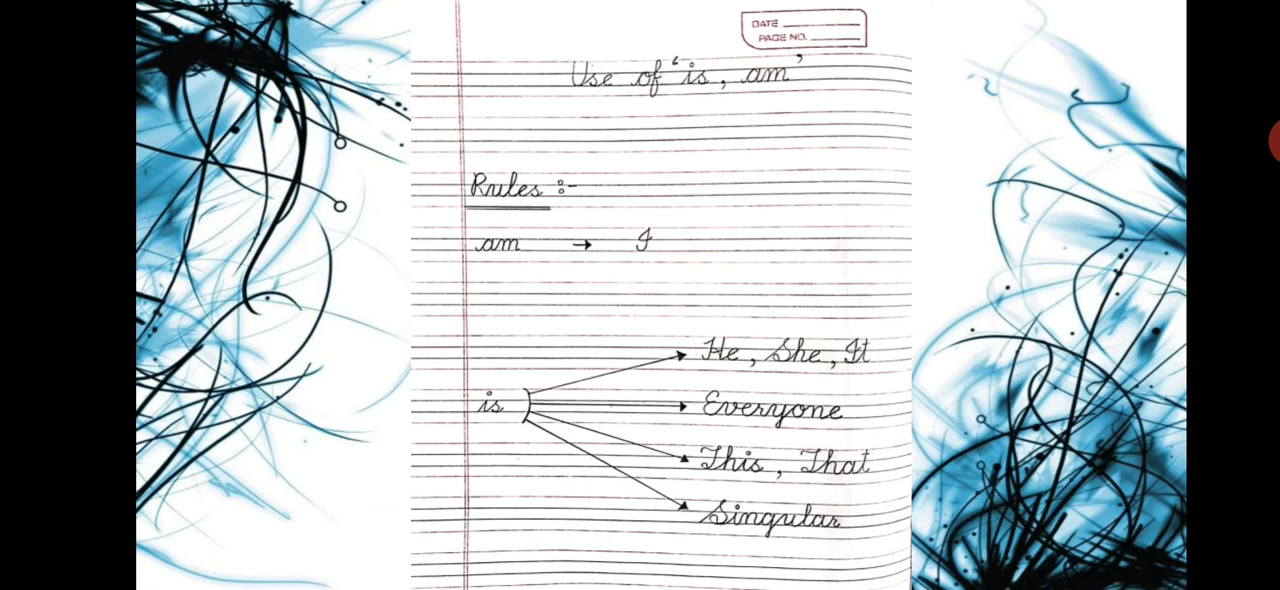 DATE
PAGE NO.
Use of 'is, am'
Rules :-
am → I
He, She, It
is → Everyone
This, That
Singular